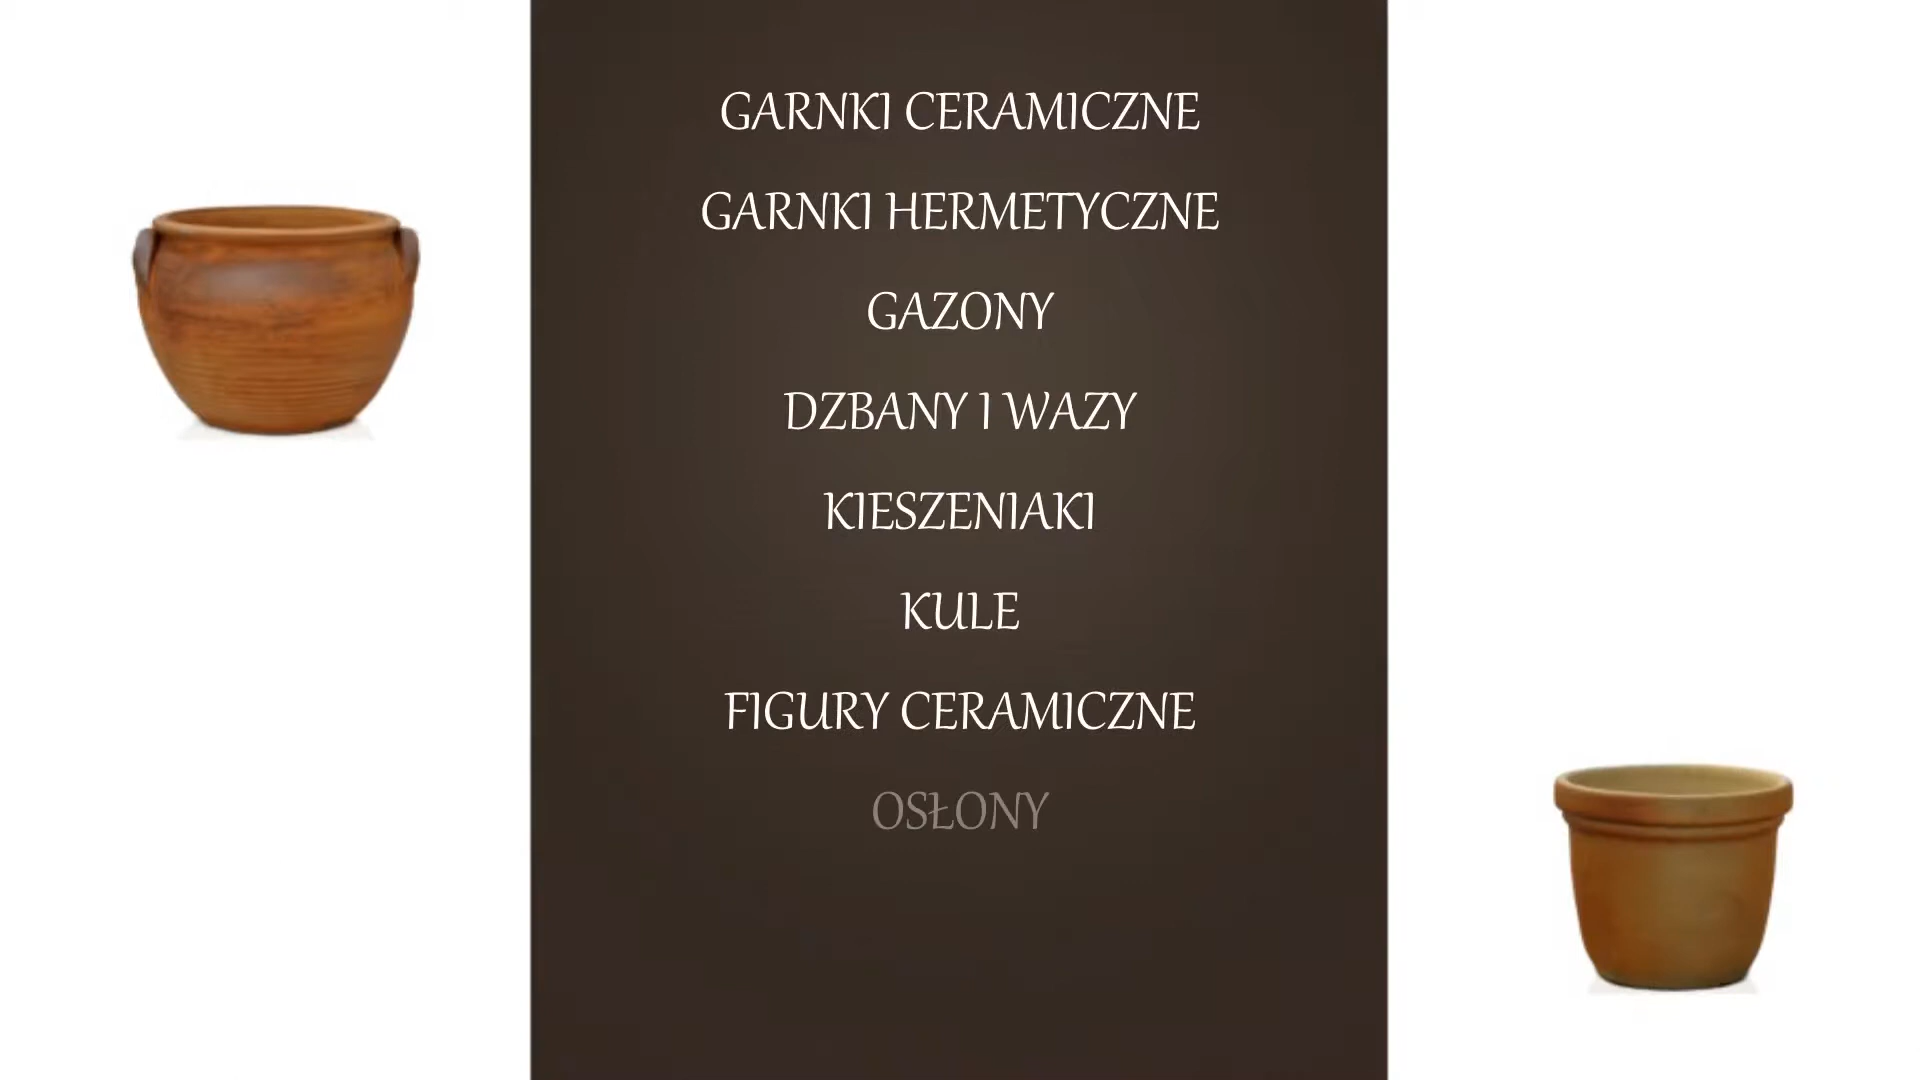 GARNKI CERAMICZNE
GARNKI HERMETYCZNE
GAZONY
DZBANY I WAZY
KIESZENIAKI
KULE
FIGURY CERAMICZNE
OSŁONY